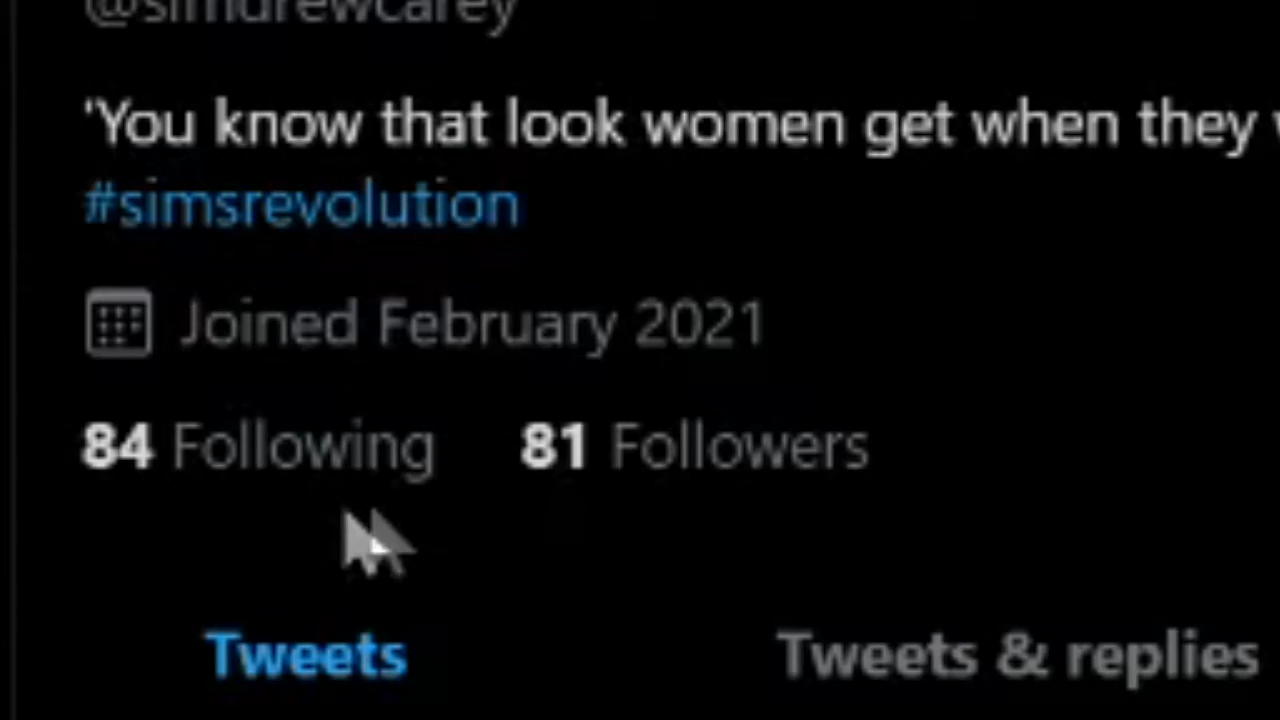 @simdrewcarey
'You know that look women get when they
#simsrevolution
Joined February 2021
84 Following 81 Followers
Tweets Tweets & replies